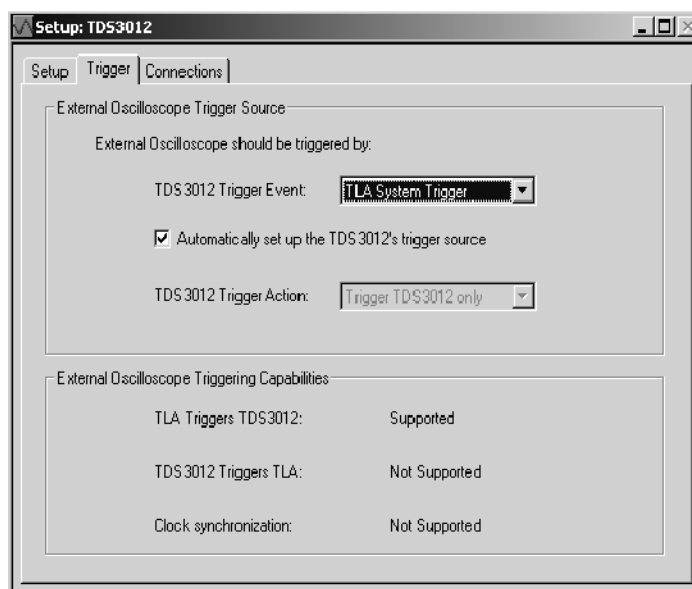 Setup: TDS3012
Setup Trigger Connections
External Oscilloscope Trigger Source
External Oscilloscope should be triggered by:
TDS3012 Trigger Event: TLA System Trigger
Automatically set up the TDS3012's trigger source
TDS3012 Trigger Action: Trigger TDS3012 only
External Oscilloscope Triggering Capabilities
TLA Triggers TDS3012: Supported
TDS3012 Triggers TLA: Not Supported
Clock synchronization: Not Supported